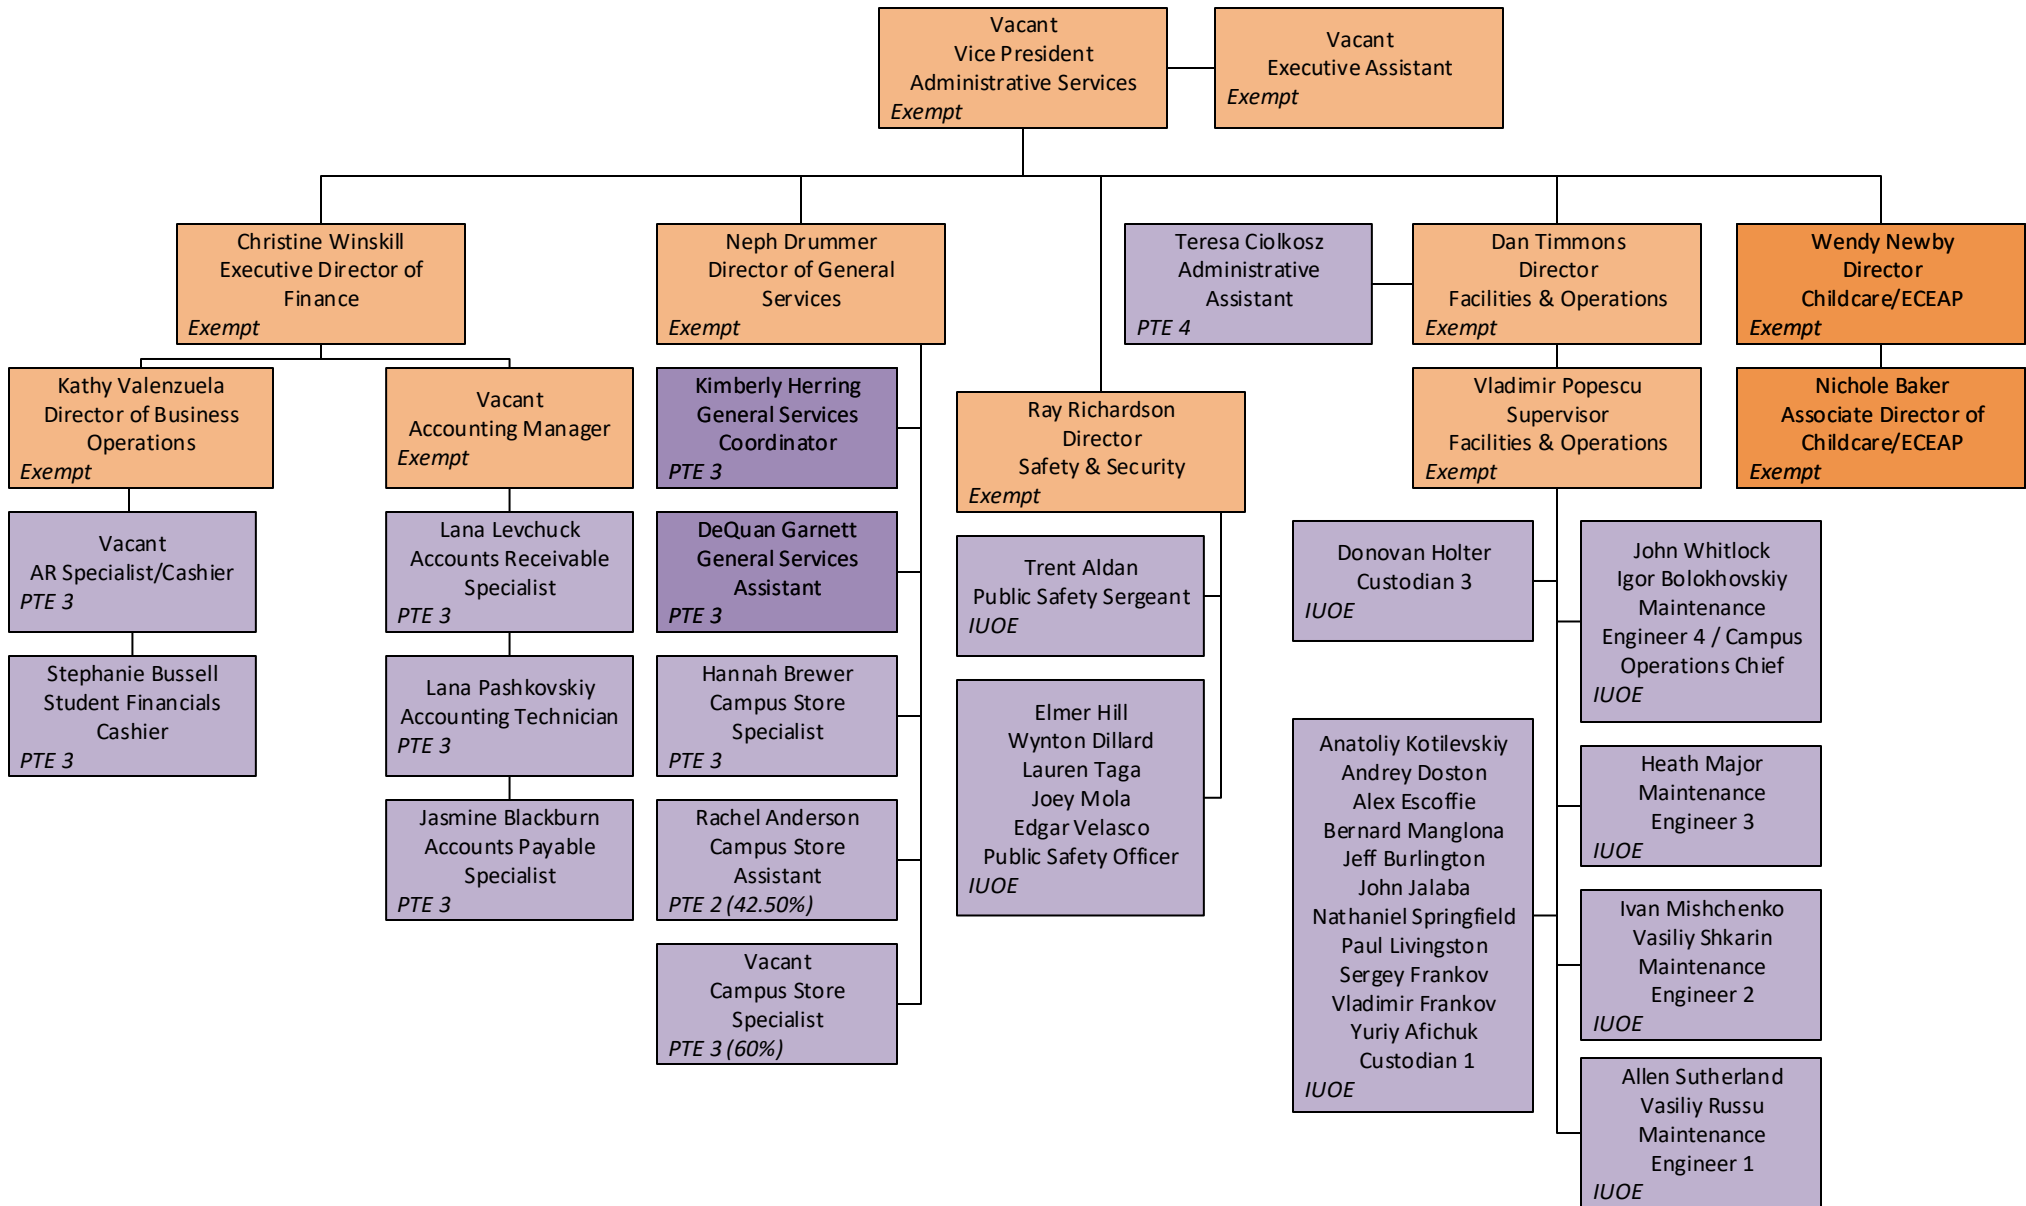 Vacant
Vice President
Administrative Services
Exempt
Vacant
Executive Assistant
Exempt
Christine Winskill
Executive Director of
Finance
Exempt
Neph Drummer
Director of General
Services
Exempt
Teresa Ciolkosz
Administrative
Assistant
PTE 4
Dan Timmons
Director
Facilities & Operations
Exempt
Wendy Newby
Director
Childcare/ECEAP
Exempt
Kathy Valenzuela
Director of Business
Operations
Exempt
Vacant
Accounting Manager
Exempt
Kimberly Herring
General Services
Coordinator
PTE 3
Ray Richardson
Director
Safety & Security
Exempt
Vladimir Popescu
Supervisor
Facilities & Operations
Exempt
Nichole Baker
Associate Director of
Childcare/ECEAP
Exempt
Vacant
AR Specialist/Cashier
PTE 3
Lana Levchuck
Accounts Receivable
Specialist
PTE 3
DeQuan Garnett
General Services
Assistant
PTE 3
Trent Aldan
Public Safety Sergeant
IUOE
Donovan Holter
Custodian 3
IUOE
John Whitlock
Igor Bolokhovskiy
Maintenance
Engineer 4 / Campus
Operations Chief
IUOE
Stephanie Bussell
Student Financials
Cashier
PTE 3
Lana Pashkovskiy
Accounting Technician
PTE 3
Hannah Brewer
Campus Store
Specialist
PTE 3
Elmer Hill
Wynton Dillard
Lauren Taga
Joey Mola
Edgar Velasco
Public Safety Officer
IUOE
Anatoliy Kotilevskiy
Andrey Doston
Alex Escoffie
Bernard Manglona
Jeff Burlington
John Jalaba
Nathaniel Springfield
Paul Livingston
Sergey Frankov
Vladimir Frankov
Yuriy Afichuk
Custodian 1
IUOE
Heath Major
Maintenance
Engineer 3
IUOE
Jasmine Blackburn
Accounts Payable
Specialist
PTE 3
Rachel Anderson
Campus Store
Assistant
PTE 2 (42.50%)
Ivan Mishchenko
Vasiliy Shkarin
Maintenance
Engineer 2
IUOE
Vacant
Campus Store
Specialist
PTE 3 (60%)
Allen Sutherland
Vasiliy Russu
Maintenance
Engineer 1
IUOE